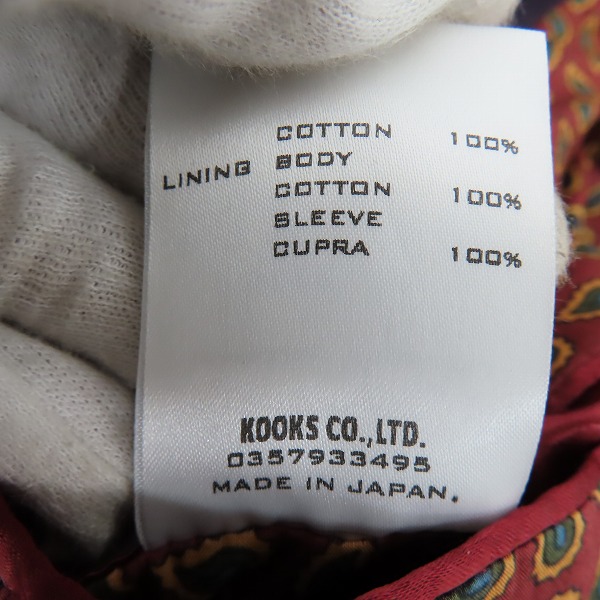 COTTON 100%
LINING BODY
COTTON 100%
SLEEVE
CUPRA 100%
KOOKS CO.,LTD.
0357933495
MADE IN JAPAN.